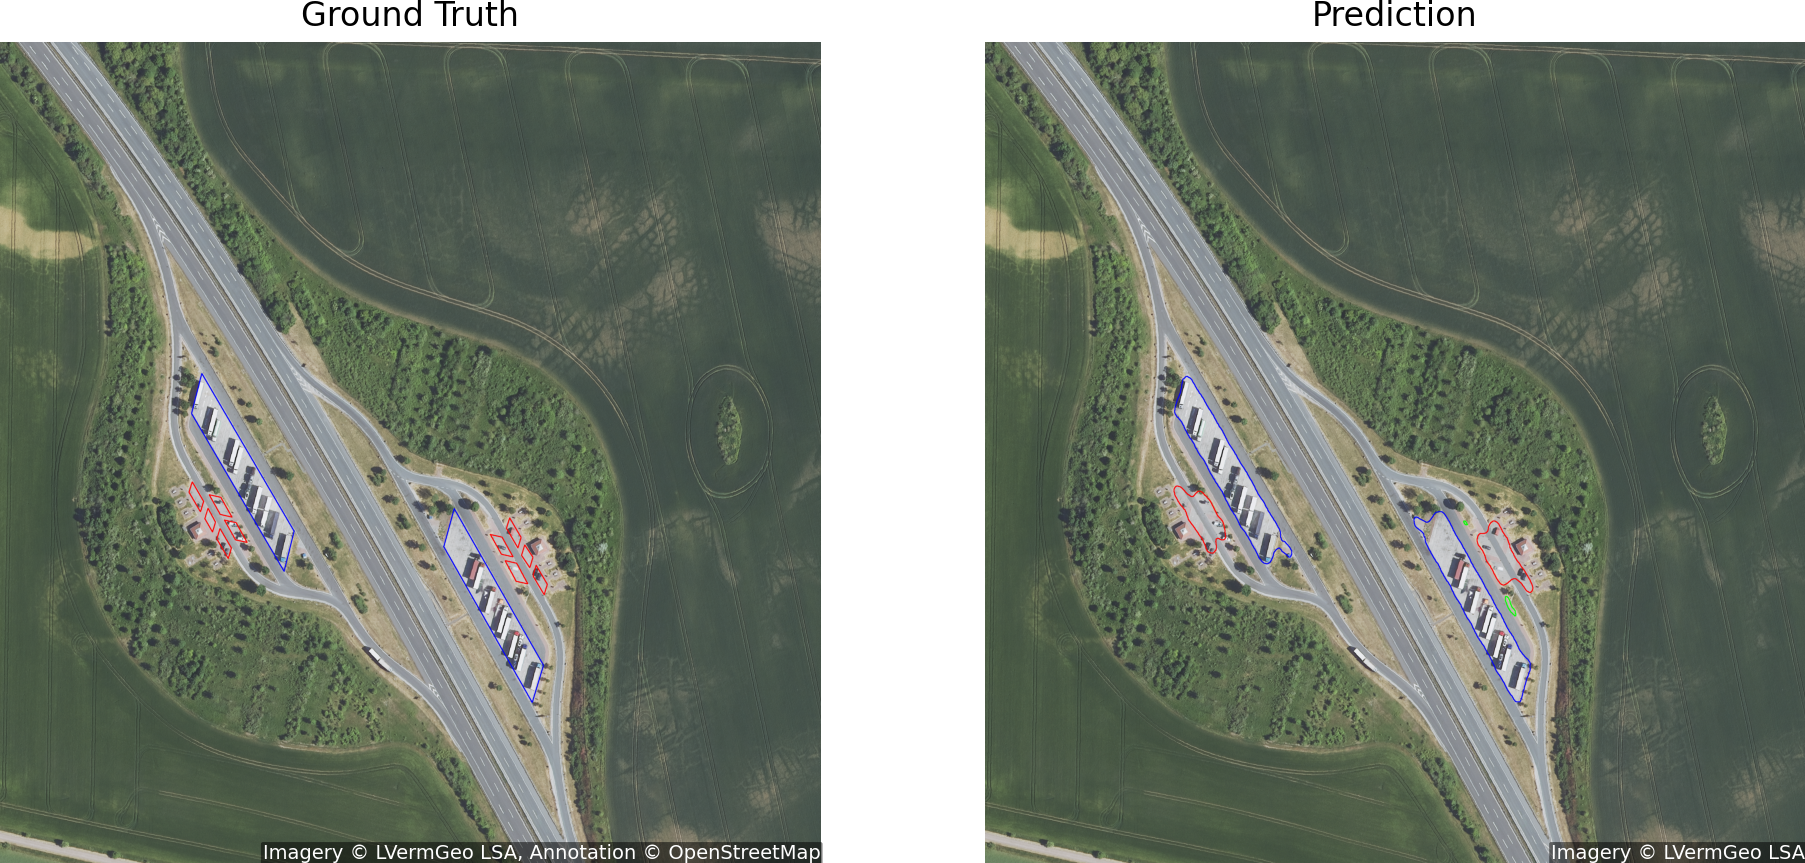 Ground Truth
Prediction
Imagery © LVermGeo LSA, Annotation © OpenStreetMap
Imagery © LVermGeo LSA